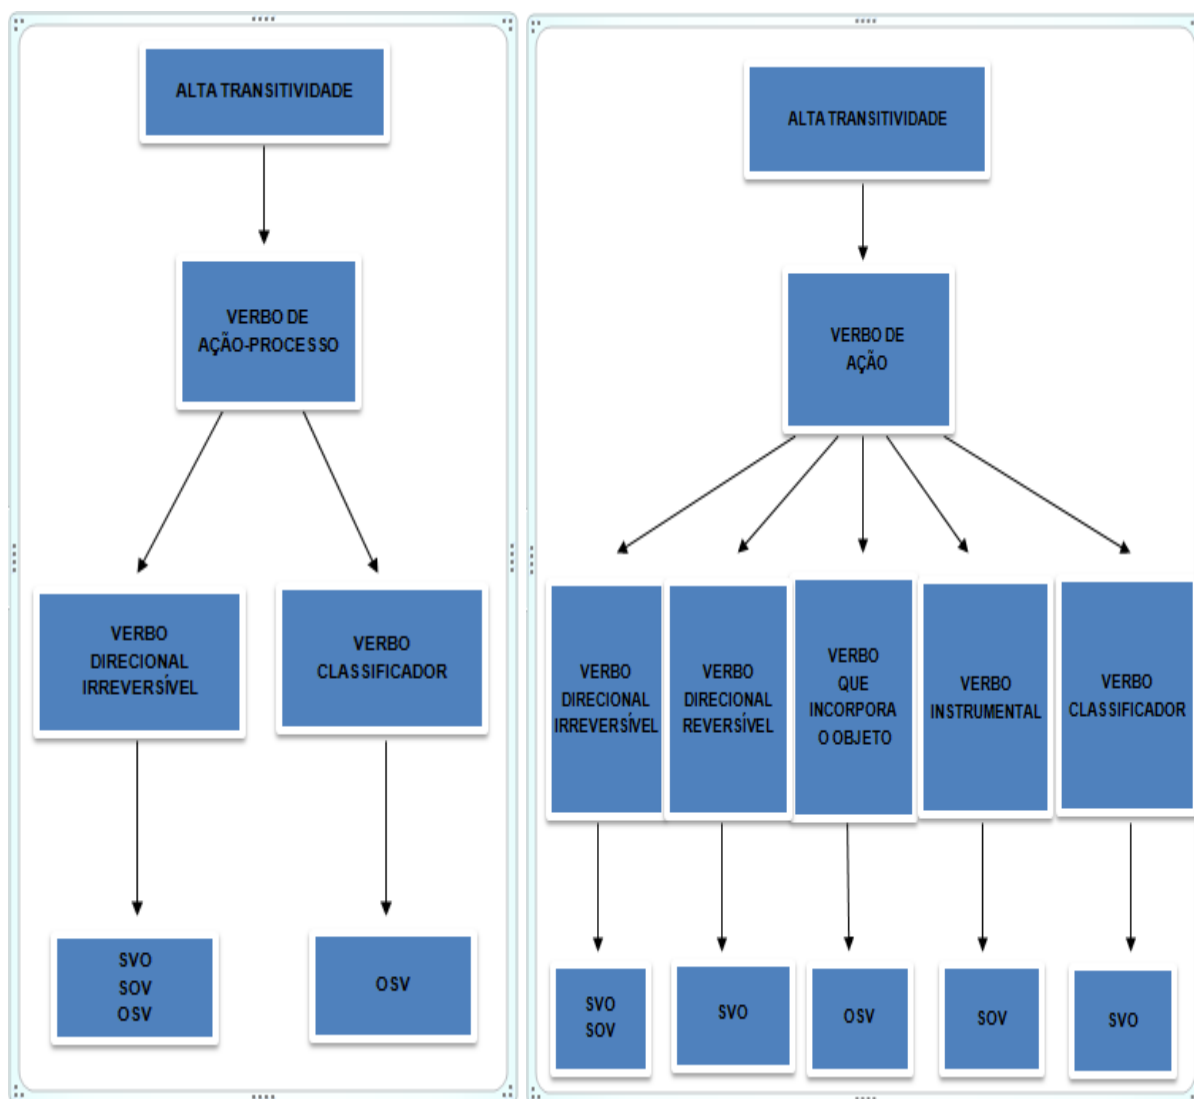 ALTA TRANSITIVIDADE
VERBO DE
AÇÃO-PROCESSO
VERBO
DIRECIONAL
IRREVERSÍVEL
VERBO
CLASSIFICADOR
SVO
SOV
OSV
OSV
ALTA TRANSITIVIDADE
VERBO DE
AÇÃO
VERBO
DIRECIONAL
IRREVERSÍVEL
VERBO
DIRECIONAL
REVERSÍVEL
VERBO
QUE
INCORPORA
O OBJETO
VERBO
INSTRUMENTAL
VERBO
CLASSIFICADOR
SVO
SOV
SVO
OSV
SOV
SVO